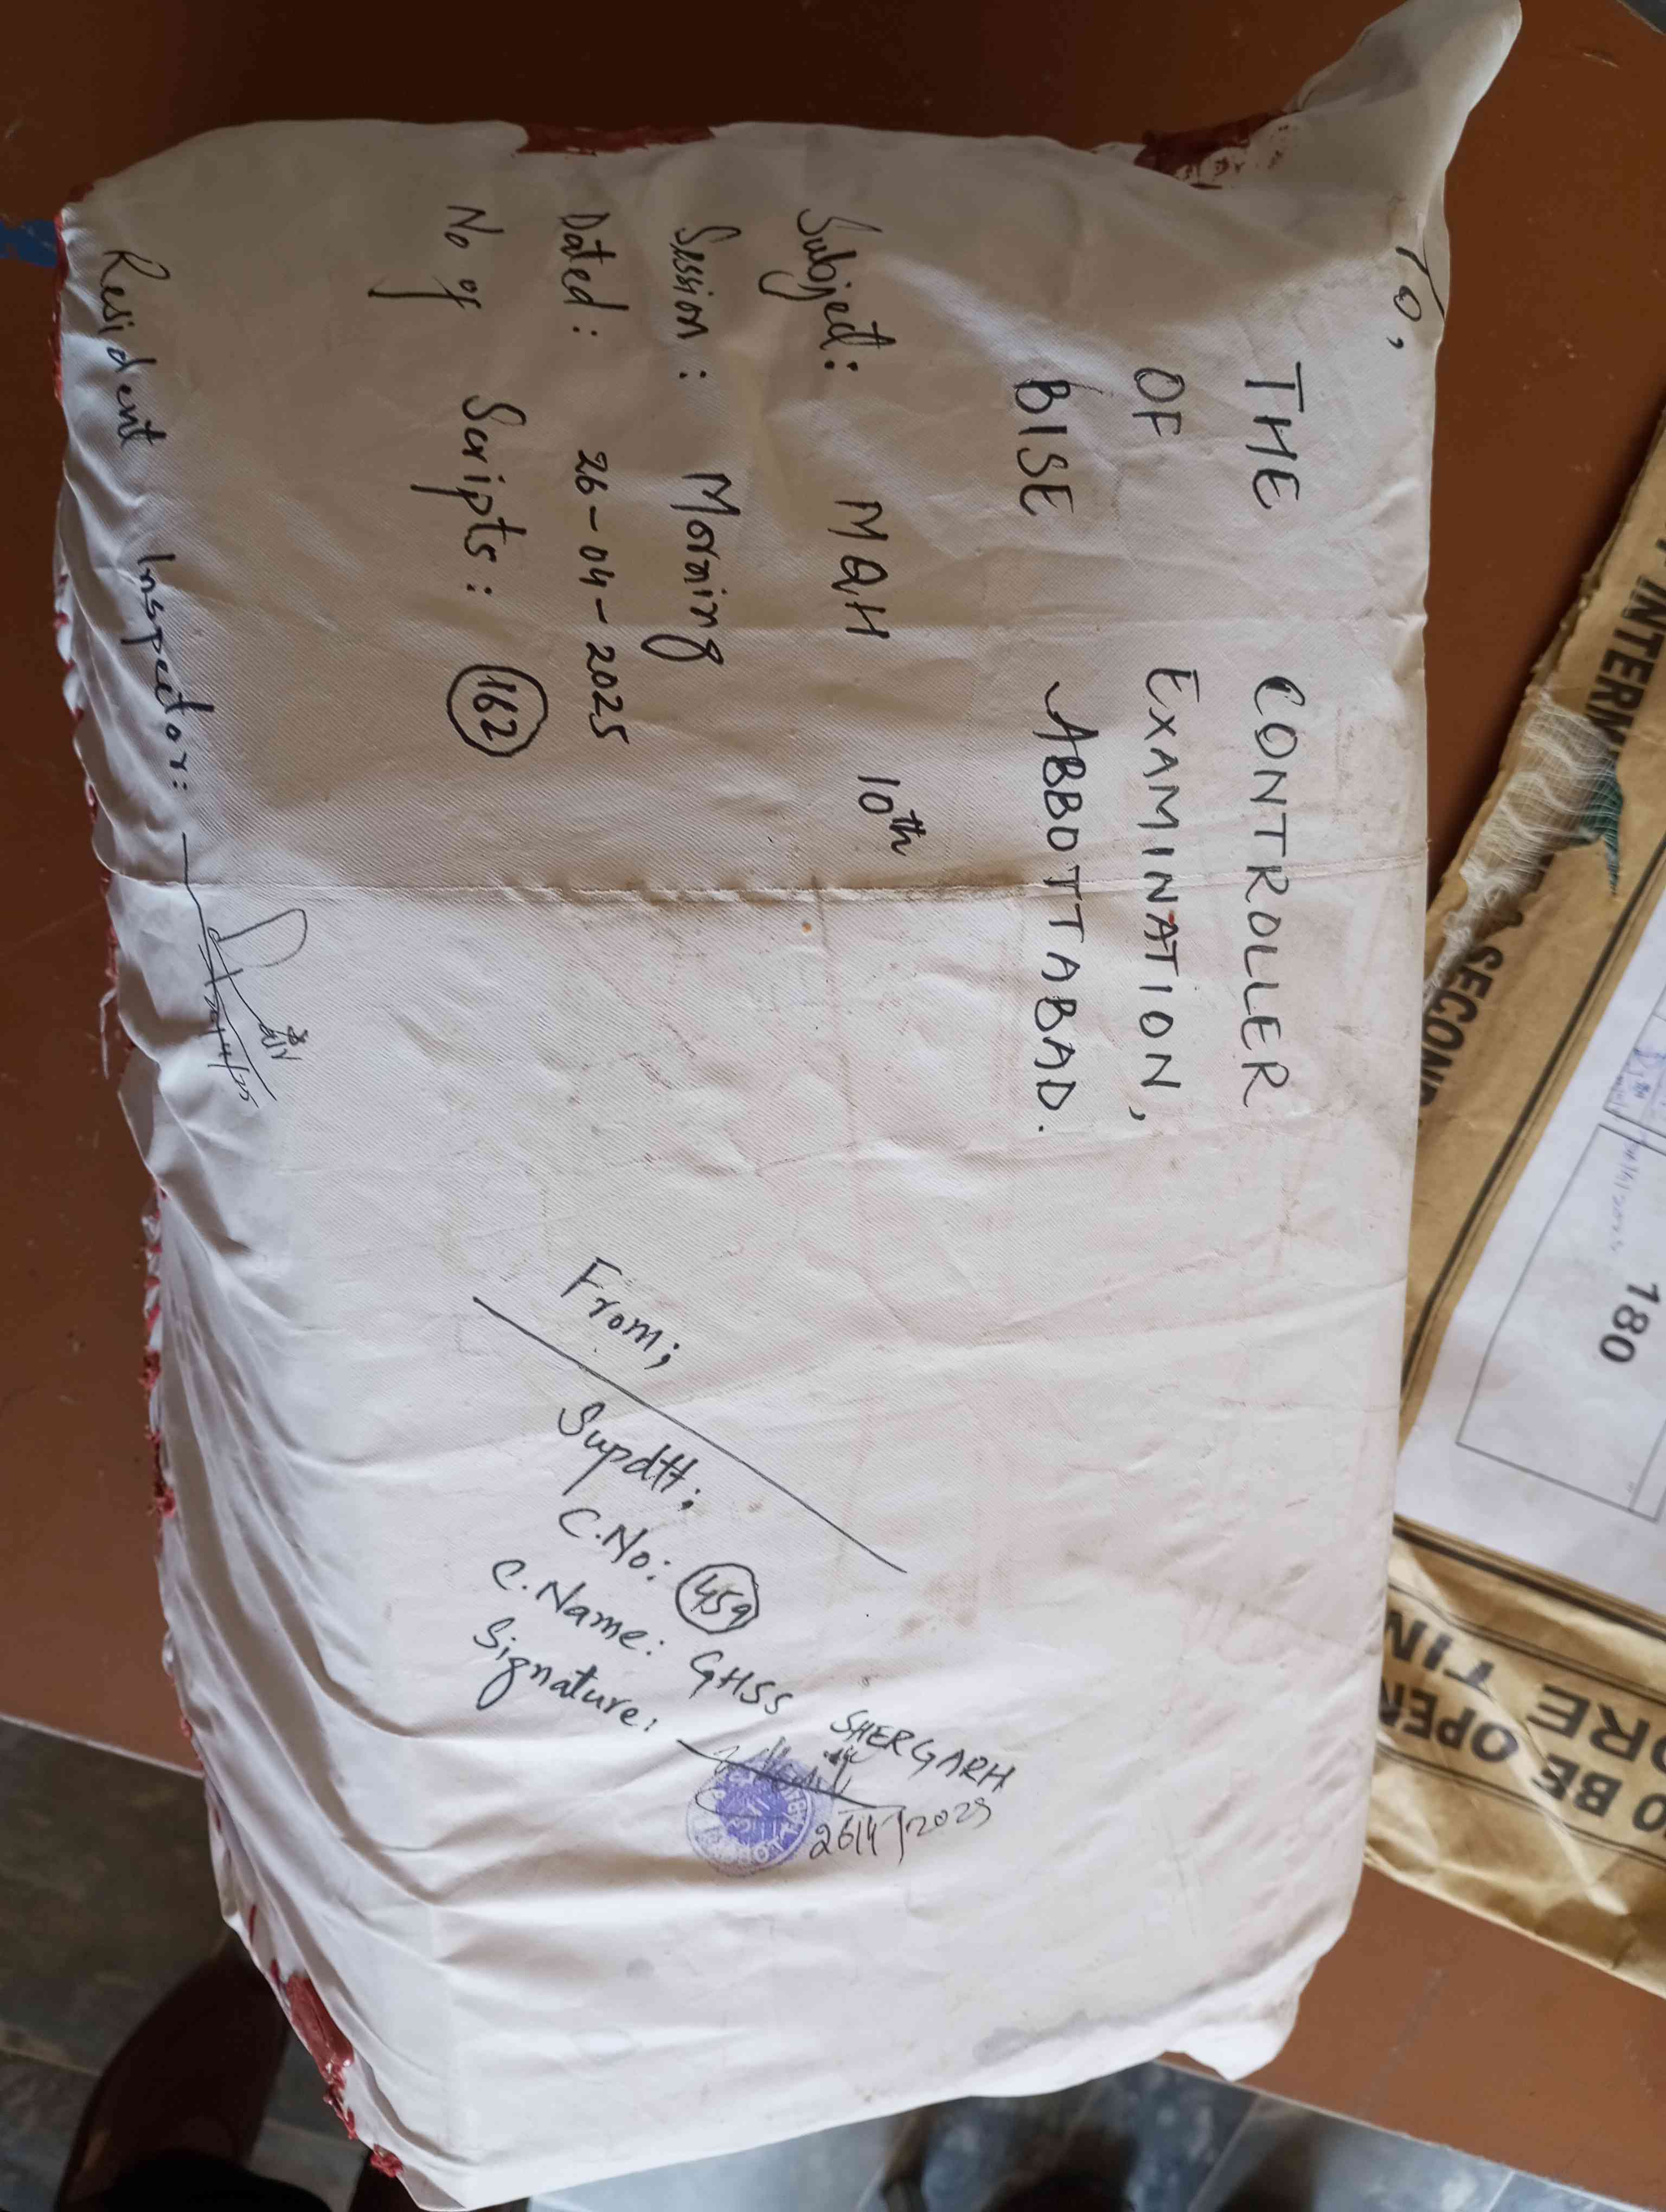 To,
THE CONTROLLER
OF EXAMINATION,
BISE ABBOTTABAD.
Subject: MQH 10th
Session: Morning
Dated: 26-04-2025
No of Scripts: 162
Resident Inspector:
From;
Supdtt;
C.No: 459
C.Name: GHSS SHERGARH
Signature:
26/4/2025
INTERM
SECOND
180
O BE OPEN
ORE TIM